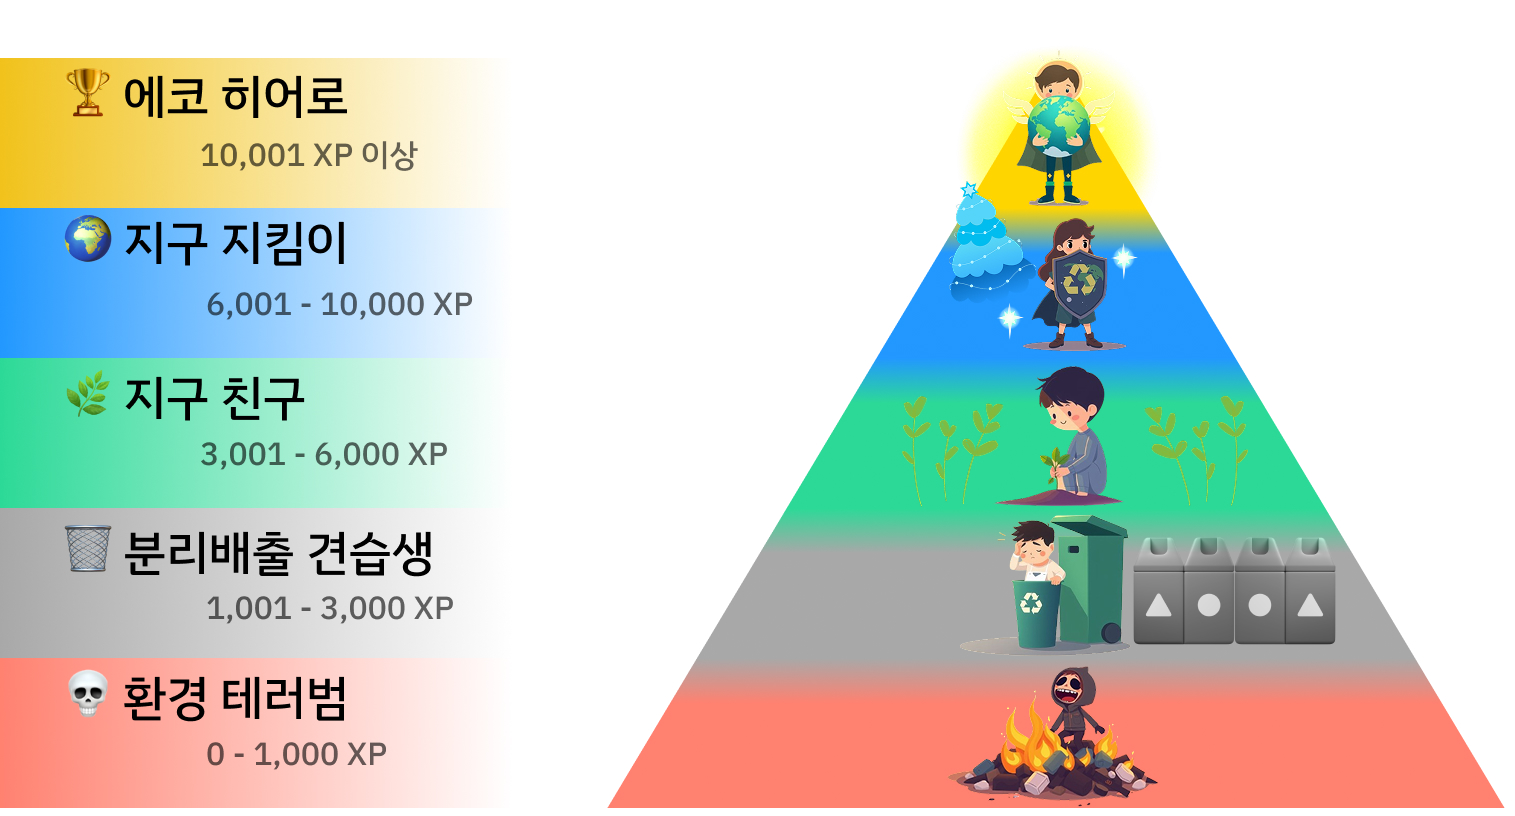 에코 히어로
10,001 XP 이상
지구 지킴이
6,001 - 10,000 XP
지구 친구
3,001 - 6,000 XP
분리배출 견습생
1,001 - 3,000 XP
환경 테러범
0 - 1,000 XP